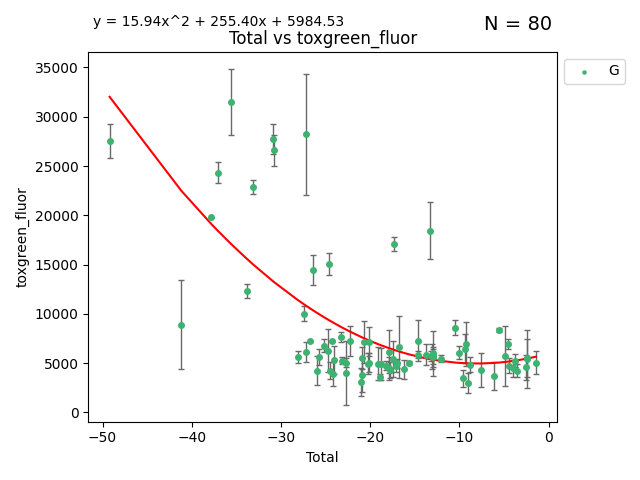 y = 15.94x^2 + 255.40x + 5984.53
N = 80
Total vs toxgreen_fluor
G
35000
30000
25000
20000
15000
10000
5000
0
toxgreen_fluor
−50 −40 −30 −20 −10 0
Total